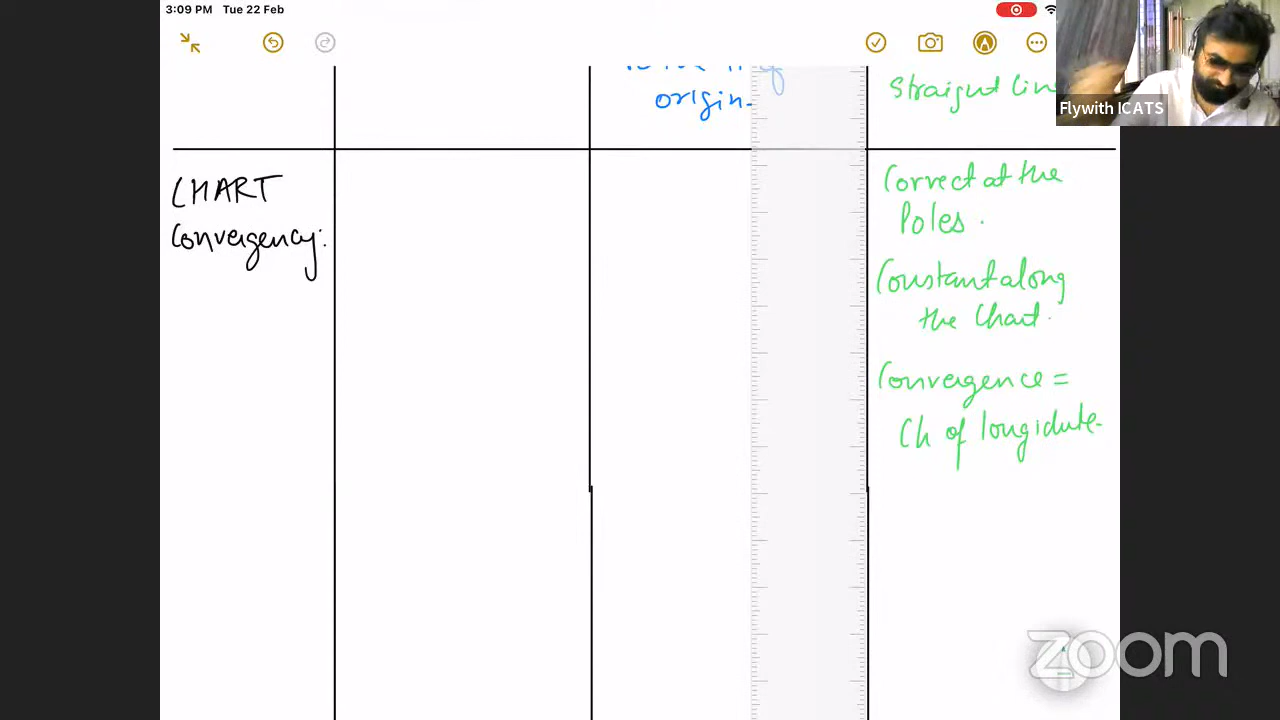 3:09 PM Tue 22 Feb
origin.
Straight Lin
Flywith ICATS
CHART
Convergency:
Correct at the
Poles.
Constant along
the Chart.
Convergence =
Ch of longidute.
zoom